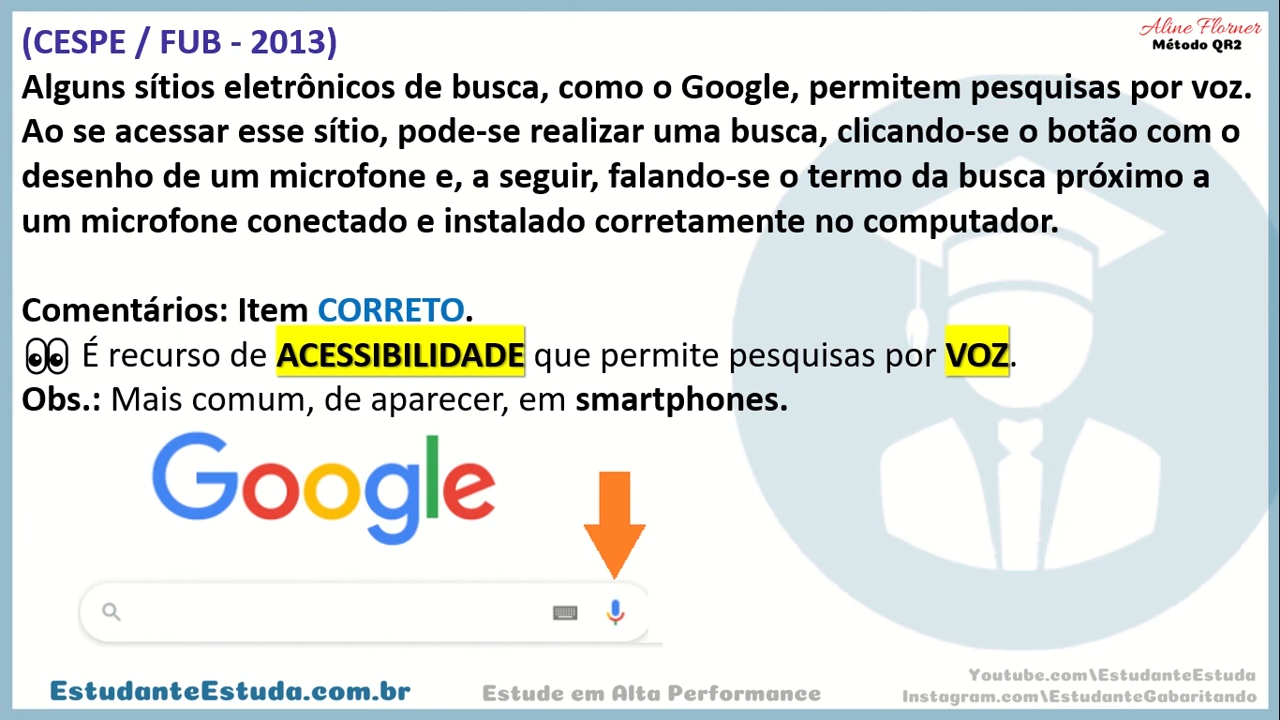 (CESPE / FUB - 2013)
Aline Florner
Método QR2
Alguns sítios eletrônicos de busca, como o Google, permitem pesquisas por voz.
Ao se acessar esse sítio, pode-se realizar uma busca, clicando-se o botão com o
desenho de um microfone e, a seguir, falando-se o termo da busca próximo a
um microfone conectado e instalado corretamente no computador.
Comentários: Item CORRETO.
É recurso de ACESSIBILIDADE que permite pesquisas por VOZ.
Obs.: Mais comum, de aparecer, em smartphones.
Google
EstudanteEstuda.com.br
Estude em Alta Performance
Youtube.com\EstudanteEstuda
Instagram.com\EstudanteGabaritando